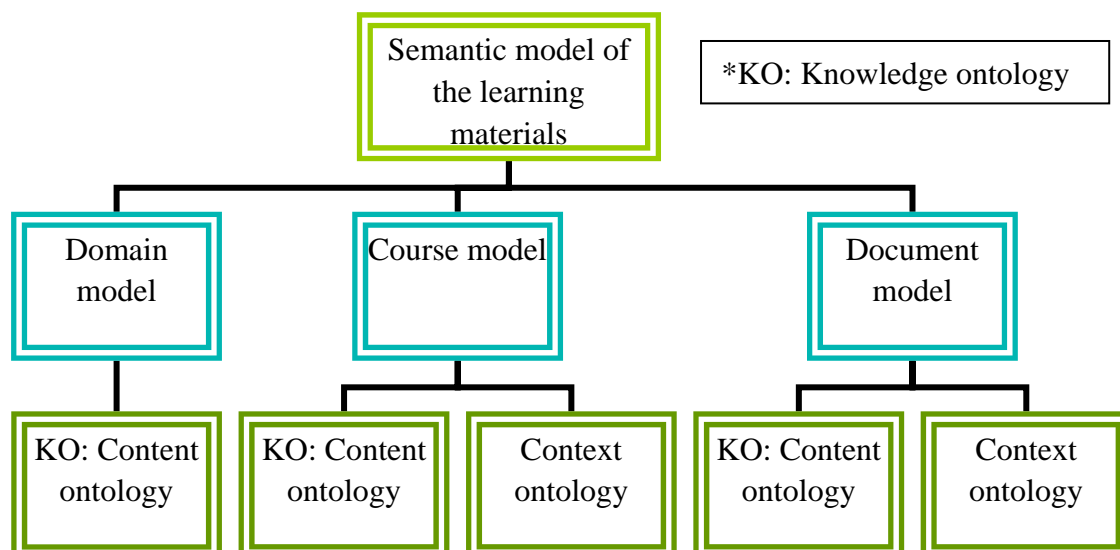 Semantic model of
the learning
materials
*KO: Knowledge ontology
Domain
model
Course model
Document
model
KO: Content
ontology
KO: Content
ontology
Context
ontology
KO: Content
ontology
Context
ontology